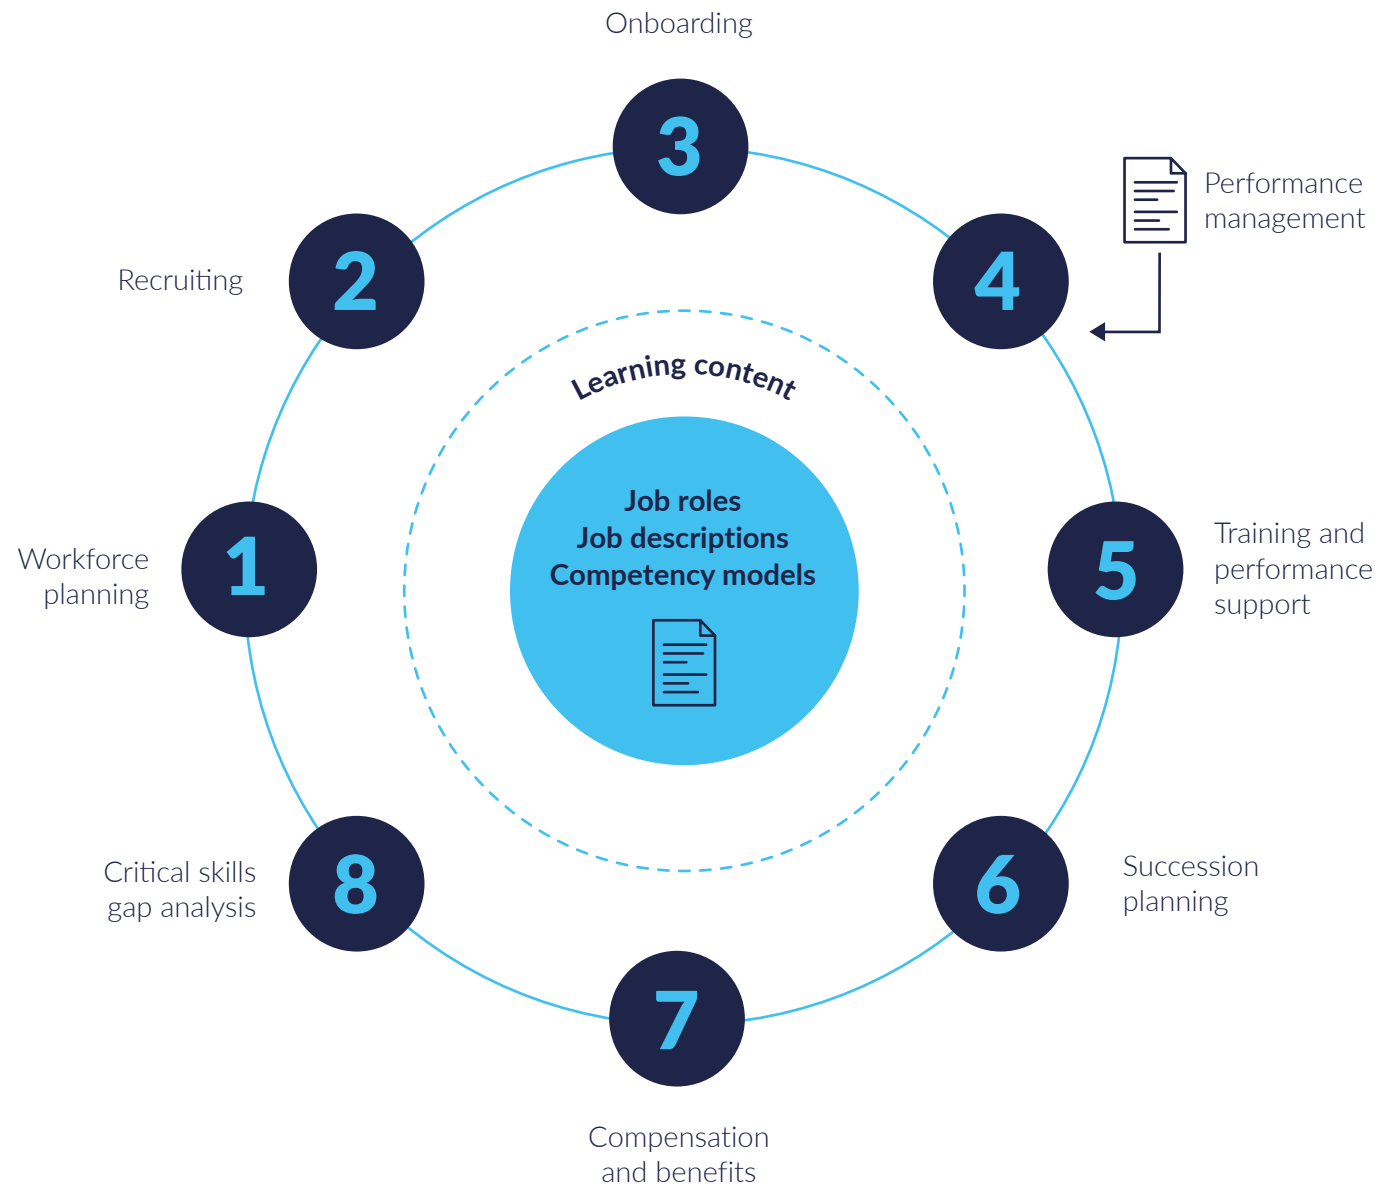 Onboarding
3
Performance
management
4
2
Recruiting
Learning content
Job roles
Job descriptions
Competency models
1
Workforce
planning
5
Training and
performance
support
8
Critical skills
gap analysis
6
Succession
planning
7
Compensation
and benefits